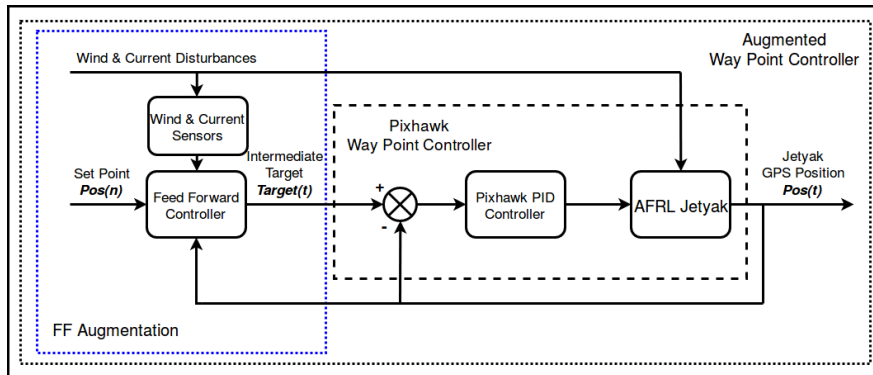 Augmented
Way Point Controller
Wind & Current Disturbances
Wind & Current
Sensors
Pixhawk
Way Point Controller
Set Point
Pos(n)
Feed Forward
Controller
Intermediate
Target
Target(t)
+
-
Pixhawk PID
Controller
AFRL Jetyak
Jetyak
GPS Position
Pos(t)
FF Augmentation